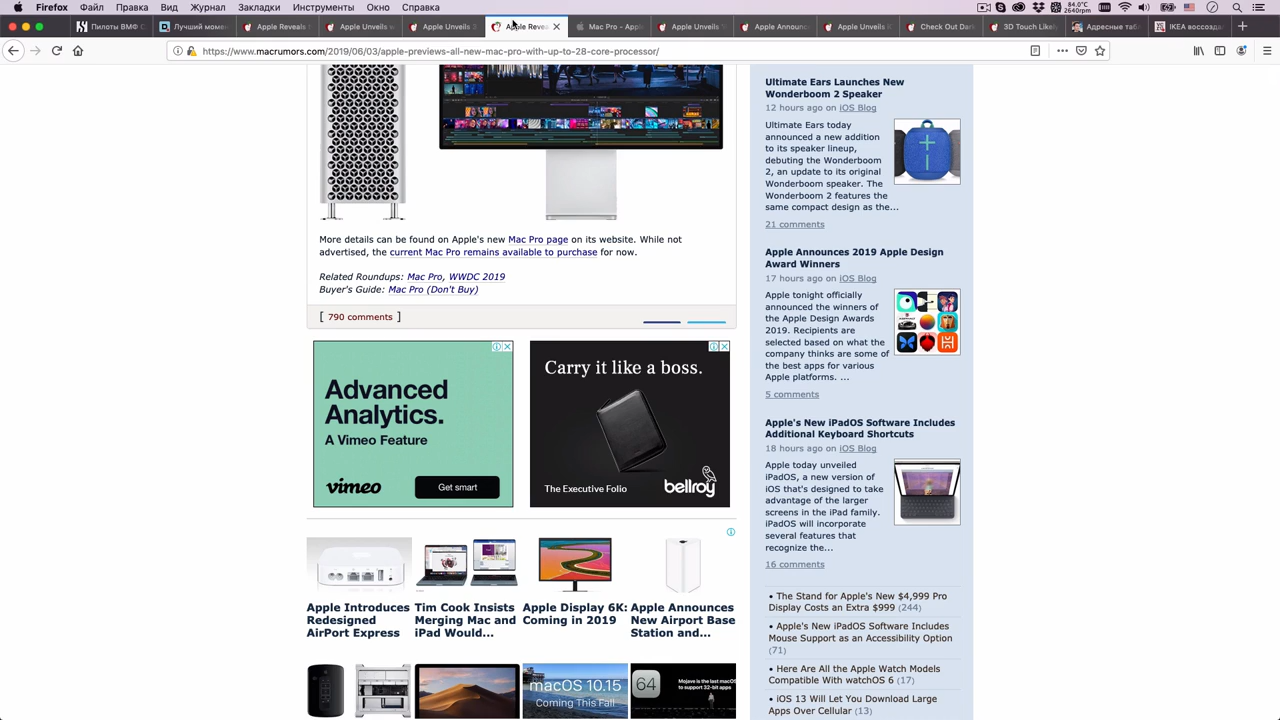 Firefox Файл Правка Вид Журнал Закладки Инструменты Окно Справка
Пилоты ВМФ С
Лучший момен
Apple Reveals
Apple Unveils
Apple Unveils
Apple Revea
Mac Pro - Appl
Apple Unveils
Apple Announc
Apple Unveils
Check Out Dar
3D Touch Likel
Адресные табл
IKEA воссозда
https://www.macrumors.com/2019/06/03/apple-previews-all-new-mac-pro-with-up-to-28-core-processor/
More details can be found on Apple's new Mac Pro page on its website. While not
advertised, the current Mac Pro remains available to purchase for now.
Related Roundups: Mac Pro, WWDC 2019
Buyer's Guide: Mac Pro (Don't Buy)
[ 790 comments ]
Advanced
Analytics.
A Vimeo Feature
vimeo
Get smart
Carry it like a boss.
The Executive Folio
bellroy
Apple Introduces
Redesigned
AirPort Express
Tim Cook Insists
Merging Mac and
iPad Would...
Apple Display 6K:
Coming in 2019
Apple Announces
New Airport Base
Station and...
macOS 10.15
Coming This Fall
64
Mojave is the last macOS
to support 32-bit apps
Ultimate Ears Launches New
Wonderboom 2 Speaker
12 hours ago on iOS Blog
Ultimate Ears today
announced a new addition
to its speaker lineup,
debuting the Wonderboom
2, an update to its original
Wonderboom speaker. The
Wonderboom 2 features the
same compact design as the...
21 comments
Apple Announces 2019 Apple Design
Award Winners
17 hours ago on iOS Blog
Apple tonight officially
announced the winners of
the Apple Design Awards
2019. Recipients are
selected based on what the
company thinks are some of
the best apps for various
Apple platforms. ...
5 comments
Apple's New iPadOS Software Includes
Additional Keyboard Shortcuts
18 hours ago on iOS Blog
Apple today unveiled
iPadOS, a new version of
iOS that's designed to take
advantage of the larger
screens in the iPad family.
iPadOS will incorporate
several features that
recognize the...
16 comments
• The Stand for Apple's New $4,999 Pro
Display Costs an Extra $999 (244)
• Apple's New iPadOS Software Includes
Mouse Support as an Accessibility Option
(71)
• Here Are All the Apple Watch Models
Compatible With watchOS 6 (17)
• iOS 13 Will Let You Download Large
Apps Over Cellular (13)